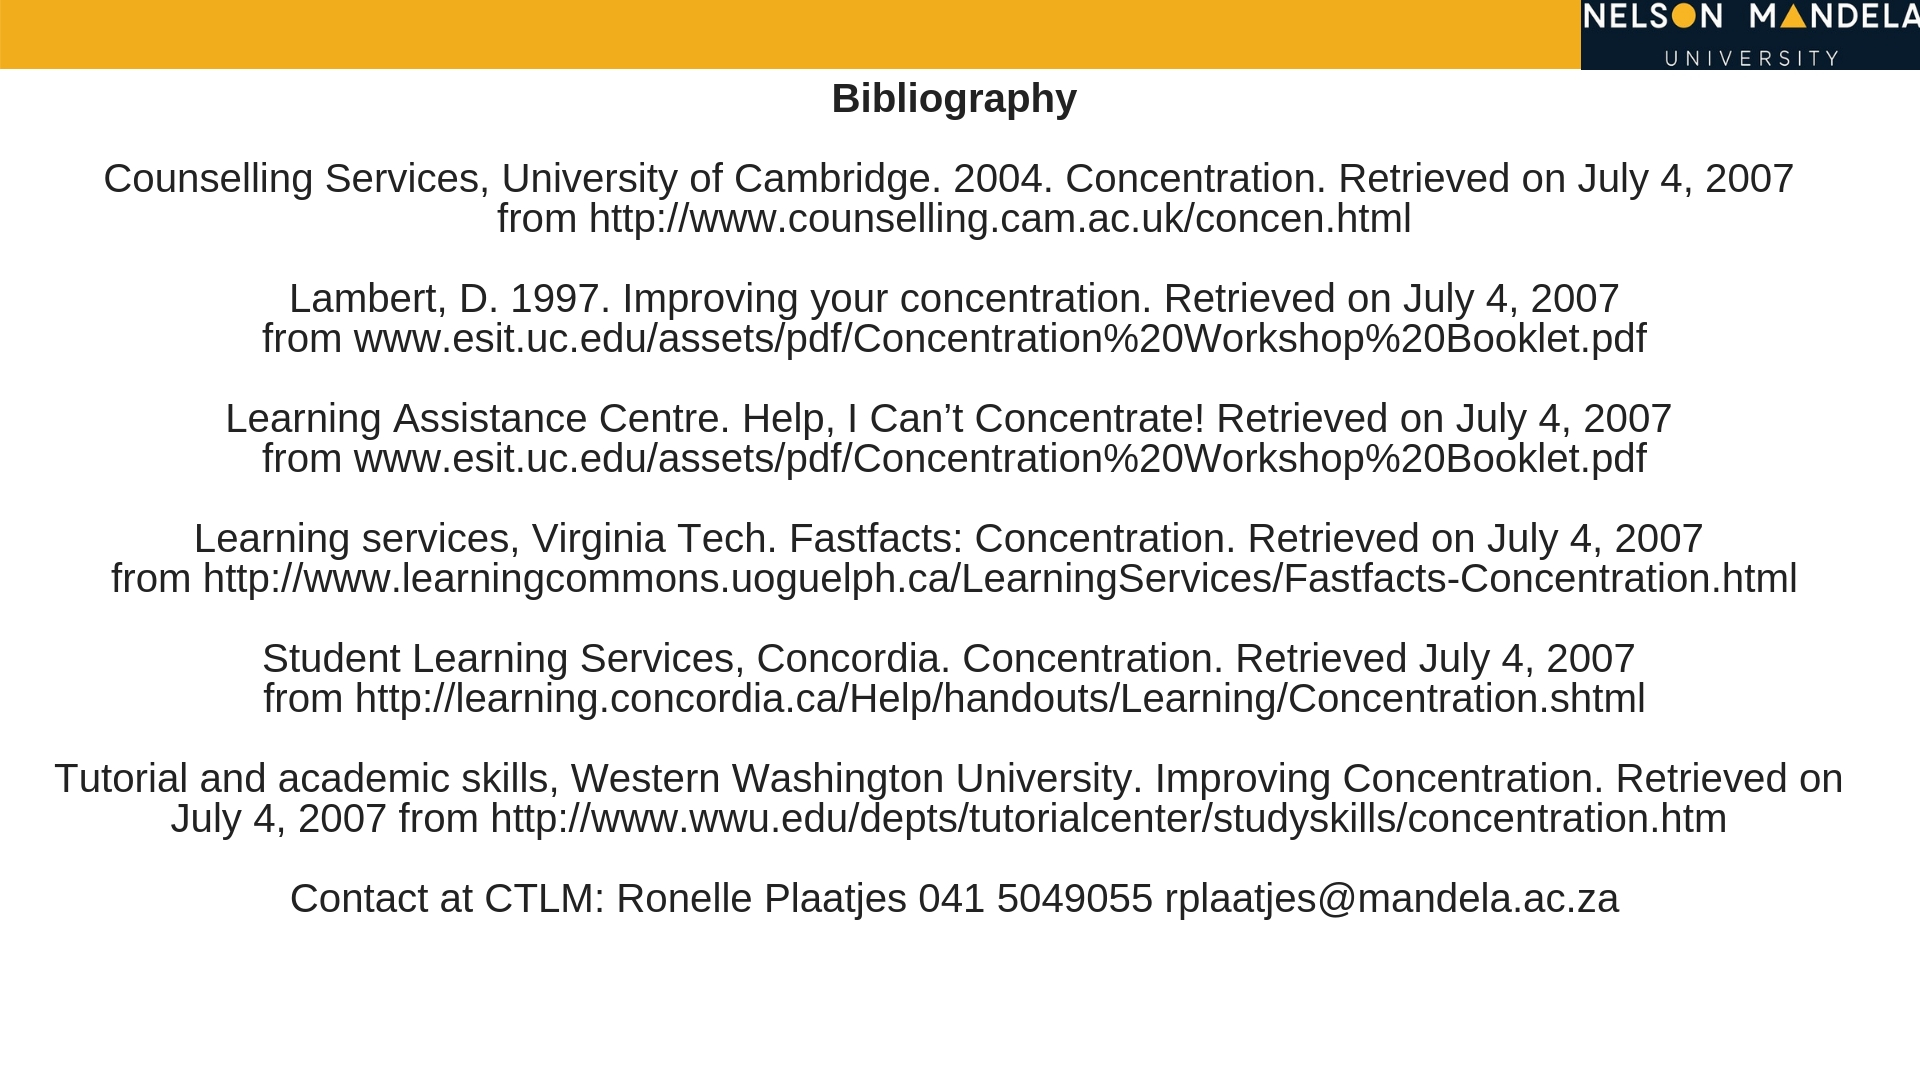 NELSON MANDELA
UNIVERSITY
Bibliography
Counselling Services, University of Cambridge. 2004. Concentration. Retrieved on July 4, 2007
from http://www.counselling.cam.ac.uk/concen.html
Lambert, D. 1997. Improving your concentration. Retrieved on July 4, 2007
from www.esit.uc.edu/assets/pdf/Concentration%20Workshop%20Booklet.pdf
Learning Assistance Centre. Help, I Can’t Concentrate! Retrieved on July 4, 2007
from www.esit.uc.edu/assets/pdf/Concentration%20Workshop%20Booklet.pdf
Learning services, Virginia Tech. Fastfacts: Concentration. Retrieved on July 4, 2007
from http://www.learningcommons.uoguelph.ca/LearningServices/Fastfacts-Concentration.html
Student Learning Services, Concordia. Concentration. Retrieved July 4, 2007
from http://learning.concordia.ca/Help/handouts/Learning/Concentration.shtml
Tutorial and academic skills, Western Washington University. Improving Concentration. Retrieved on
July 4, 2007 from http://www.wwu.edu/depts/tutorialcenter/studyskills/concentration.htm
Contact at CTLM: Ronelle Plaatjes 041 5049055 rplaatjes@mandela.ac.za